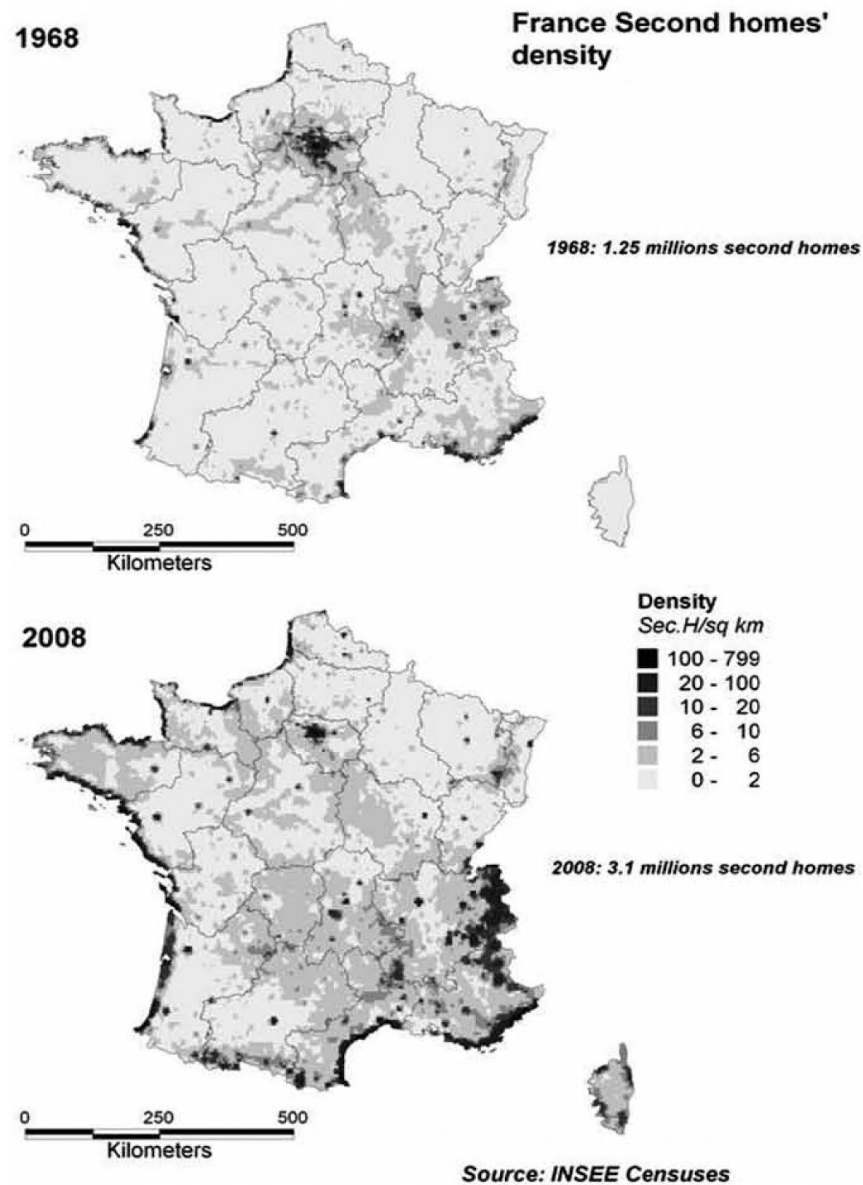 1968
France Second homes'
density
1968: 1.25 millions second homes
0 250 500
Kilometers
2008
Density
Sec.H/sq km
100 - 799
20 - 100
10 - 20
6 - 10
2 - 6
0 - 2
2008: 3.1 millions second homes
0 250 500
Kilometers
Source: INSEE Censuses